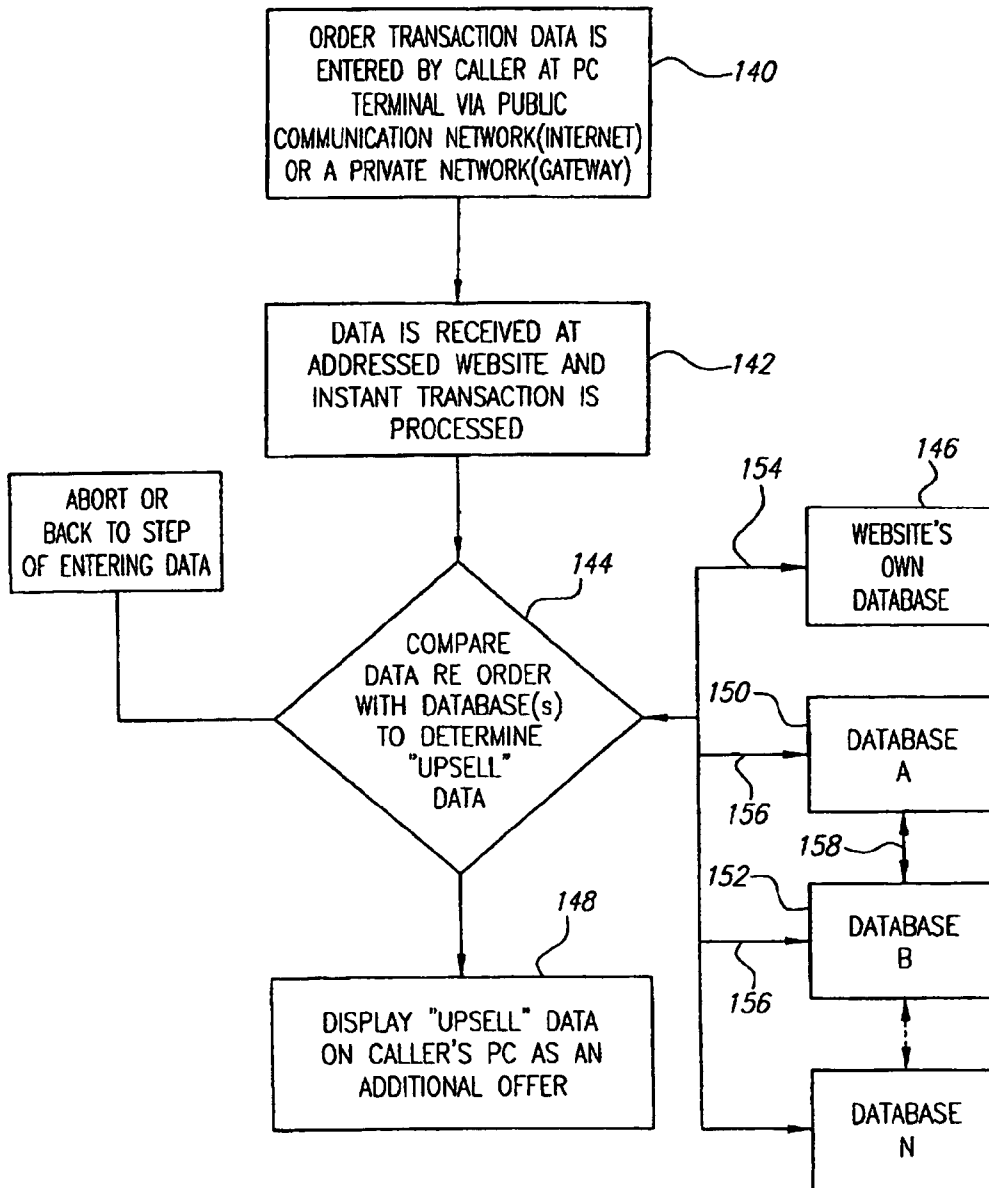 ORDER TRANSACTION DATA IS
ENTERED BY CALLER AT PC
TERMINAL VIA PUBLIC
COMMUNICATION NETWORK(INTERNET)
OR A PRIVATE NETWORK(GATEWAY)
140
DATA IS RECEIVED AT
ADDRESSED WEBSITE AND
INSTANT TRANSACTION IS
PROCESSED
142
ABORT OR
BACK TO STEP
OF ENTERING DATA
144
COMPARE
DATA RE ORDER
WITH DATABASE(s)
TO DETERMINE
"UPSELL"
DATA
154
146
WEBSITE'S
OWN
DATABASE
150
DATABASE
A
156
158
152
DATABASE
B
156
148
DISPLAY "UPSELL" DATA
ON CALLER'S PC AS AN
ADDITIONAL OFFER
DATABASE
N